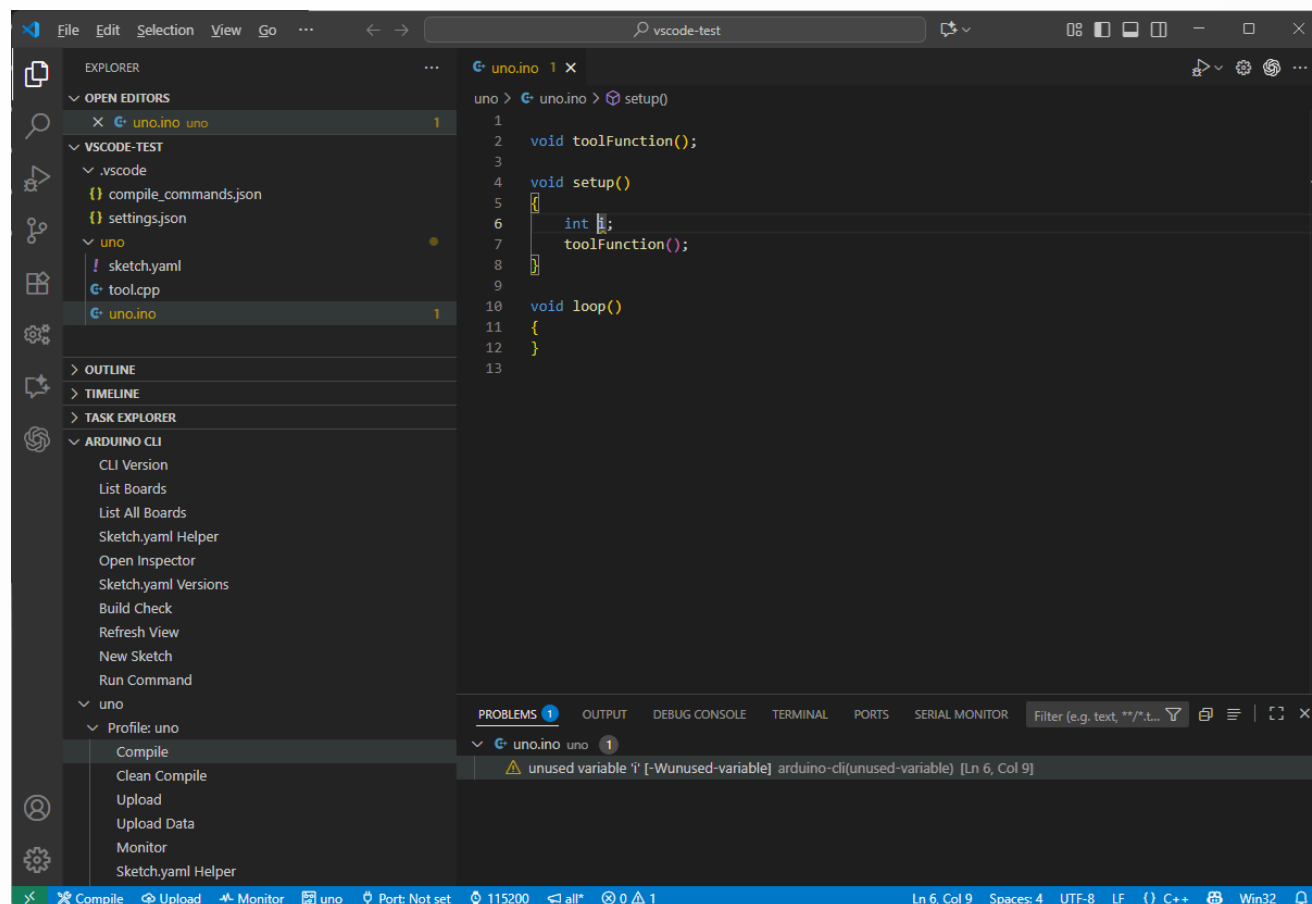 File Edit Selection View Go ··· vscode-test
EXPLORER
OPEN EDITORS
uno.ino uno 1
VSCODE-TEST
.vscode
{} compile_commands.json
{} settings.json
uno
! sketch.yaml
tool.cpp
uno.ino 1
OUTLINE
TIMELINE
TASK EXPLORER
ARDUINO CLI
CLI Version
List Boards
List All Boards
Sketch.yaml Helper
Open Inspector
Sketch.yaml Versions
Build Check
Refresh View
New Sketch
Run Command
uno
Profile: uno
Compile
Clean Compile
Upload
Upload Data
Monitor
Sketch.yaml Helper
uno.ino 1
uno > uno.ino > setup()
1
2 void toolFunction();
3
4 void setup()
5 {
6 int i;
7 toolFunction();
8 }
9
10 void loop()
11 {
12 }
13
PROBLEMS 1 OUTPUT DEBUG CONSOLE TERMINAL PORTS SERIAL MONITOR Filter (e.g. text, **/*.t...
uno.ino uno 1
unused variable 'i' [-Wunused-variable] arduino-cli(unused-variable) [Ln 6, Col 9]
Compile Upload Monitor uno Port: Not set 115200 all* 0 1 Ln 6, Col 9 Spaces: 4 UTF-8 LF {} C++ Win32